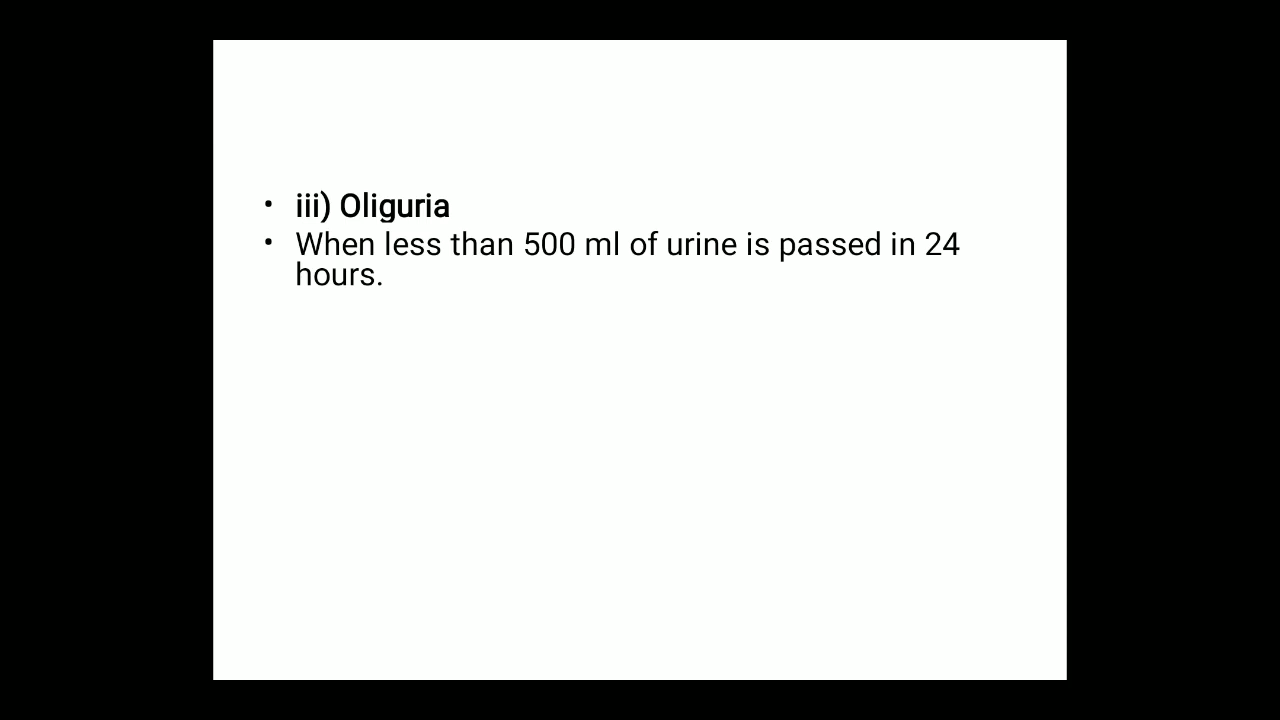 • iii) Oliguria
• When less than 500 ml of urine is passed in 24
hours.